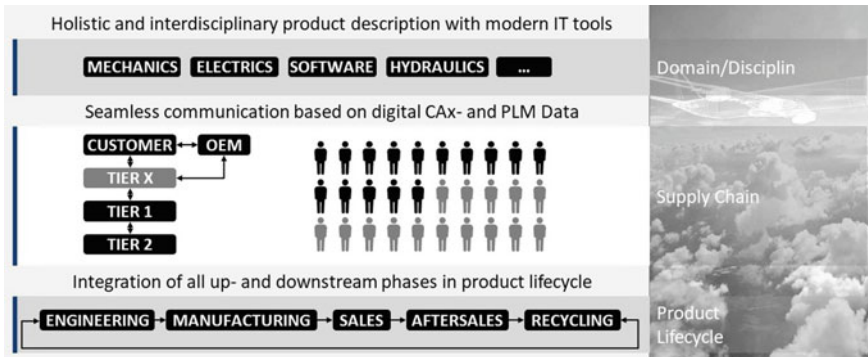 Holistic and interdisciplinary product description with modern IT tools
MECHANICS ELECTRICS SOFTWARE HYDRAULICS ...
Domain/Disciplin
Seamless communication based on digital CAx- and PLM Data
CUSTOMER OEM
TIER X
Supply Chain
TIER 1
TIER 2
Integration of all up- and downstream phases in product lifecycle
ENGINEERING MANUFACTURING SALES AFTERSALES RECYCLING
Product
Lifecycle